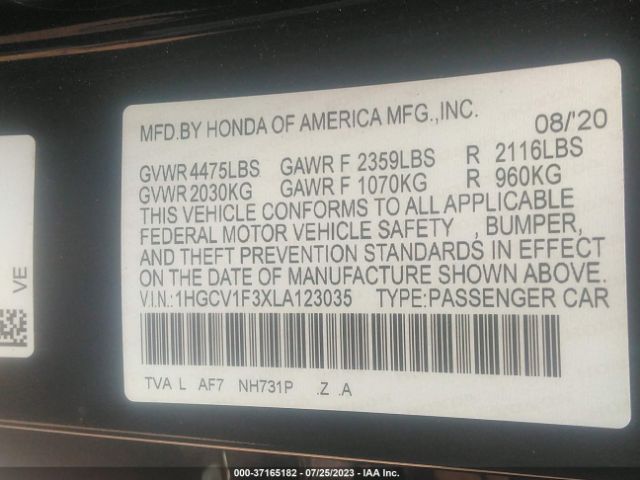 MFD.BY HONDA OF AMERICA MFG.,INC. 08/'20
GVWR 4475LBS GAWR F 2359LBS R 2116LBS
GVWR 2030KG GAWR F 1070KG R 960KG
THIS VEHICLE CONFORMS TO ALL APPLICABLE
FEDERAL MOTOR VEHICLE SAFETY , BUMPER,
AND THEFT PREVENTION STANDARDS IN EFFECT
ON THE DATE OF MANUFACTURE SHOWN ABOVE.
V.I.N.: 1HGCV1F3XLA123035 TYPE:PASSENGER CAR
TVA L AF7 NH731P .Z .A
VE
000-37165182 / 07/25/2023 - IAA Inc.